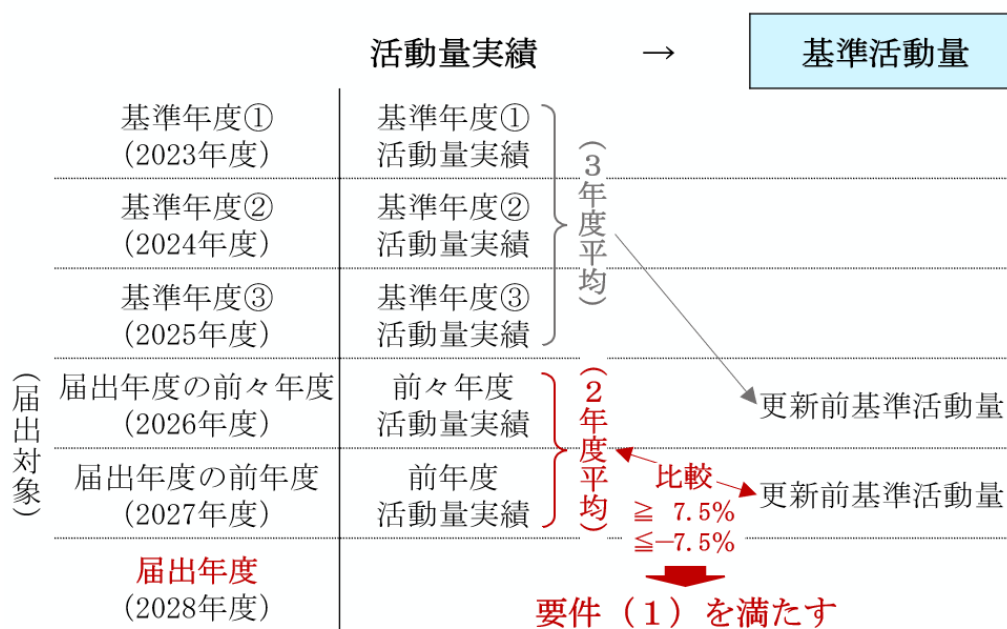 活動量実績 → 基準活動量
基準年度①
(2023年度)
基準年度①
活動量実績
基準年度②
(2024年度)
基準年度②
活動量実績
基準年度③
(2025年度)
基準年度③
活動量実績
(3年度平均)
(届出対象)
届出年度の前々年度
(2026年度)
前々年度
活動量実績
更新前基準活動量
届出年度の前年度
(2027年度)
前年度
活動量実績
(2年度平均)
比較
≧ 7.5%
≦−7.5%
更新前基準活動量
届出年度
(2028年度)
要件（1）を満たす